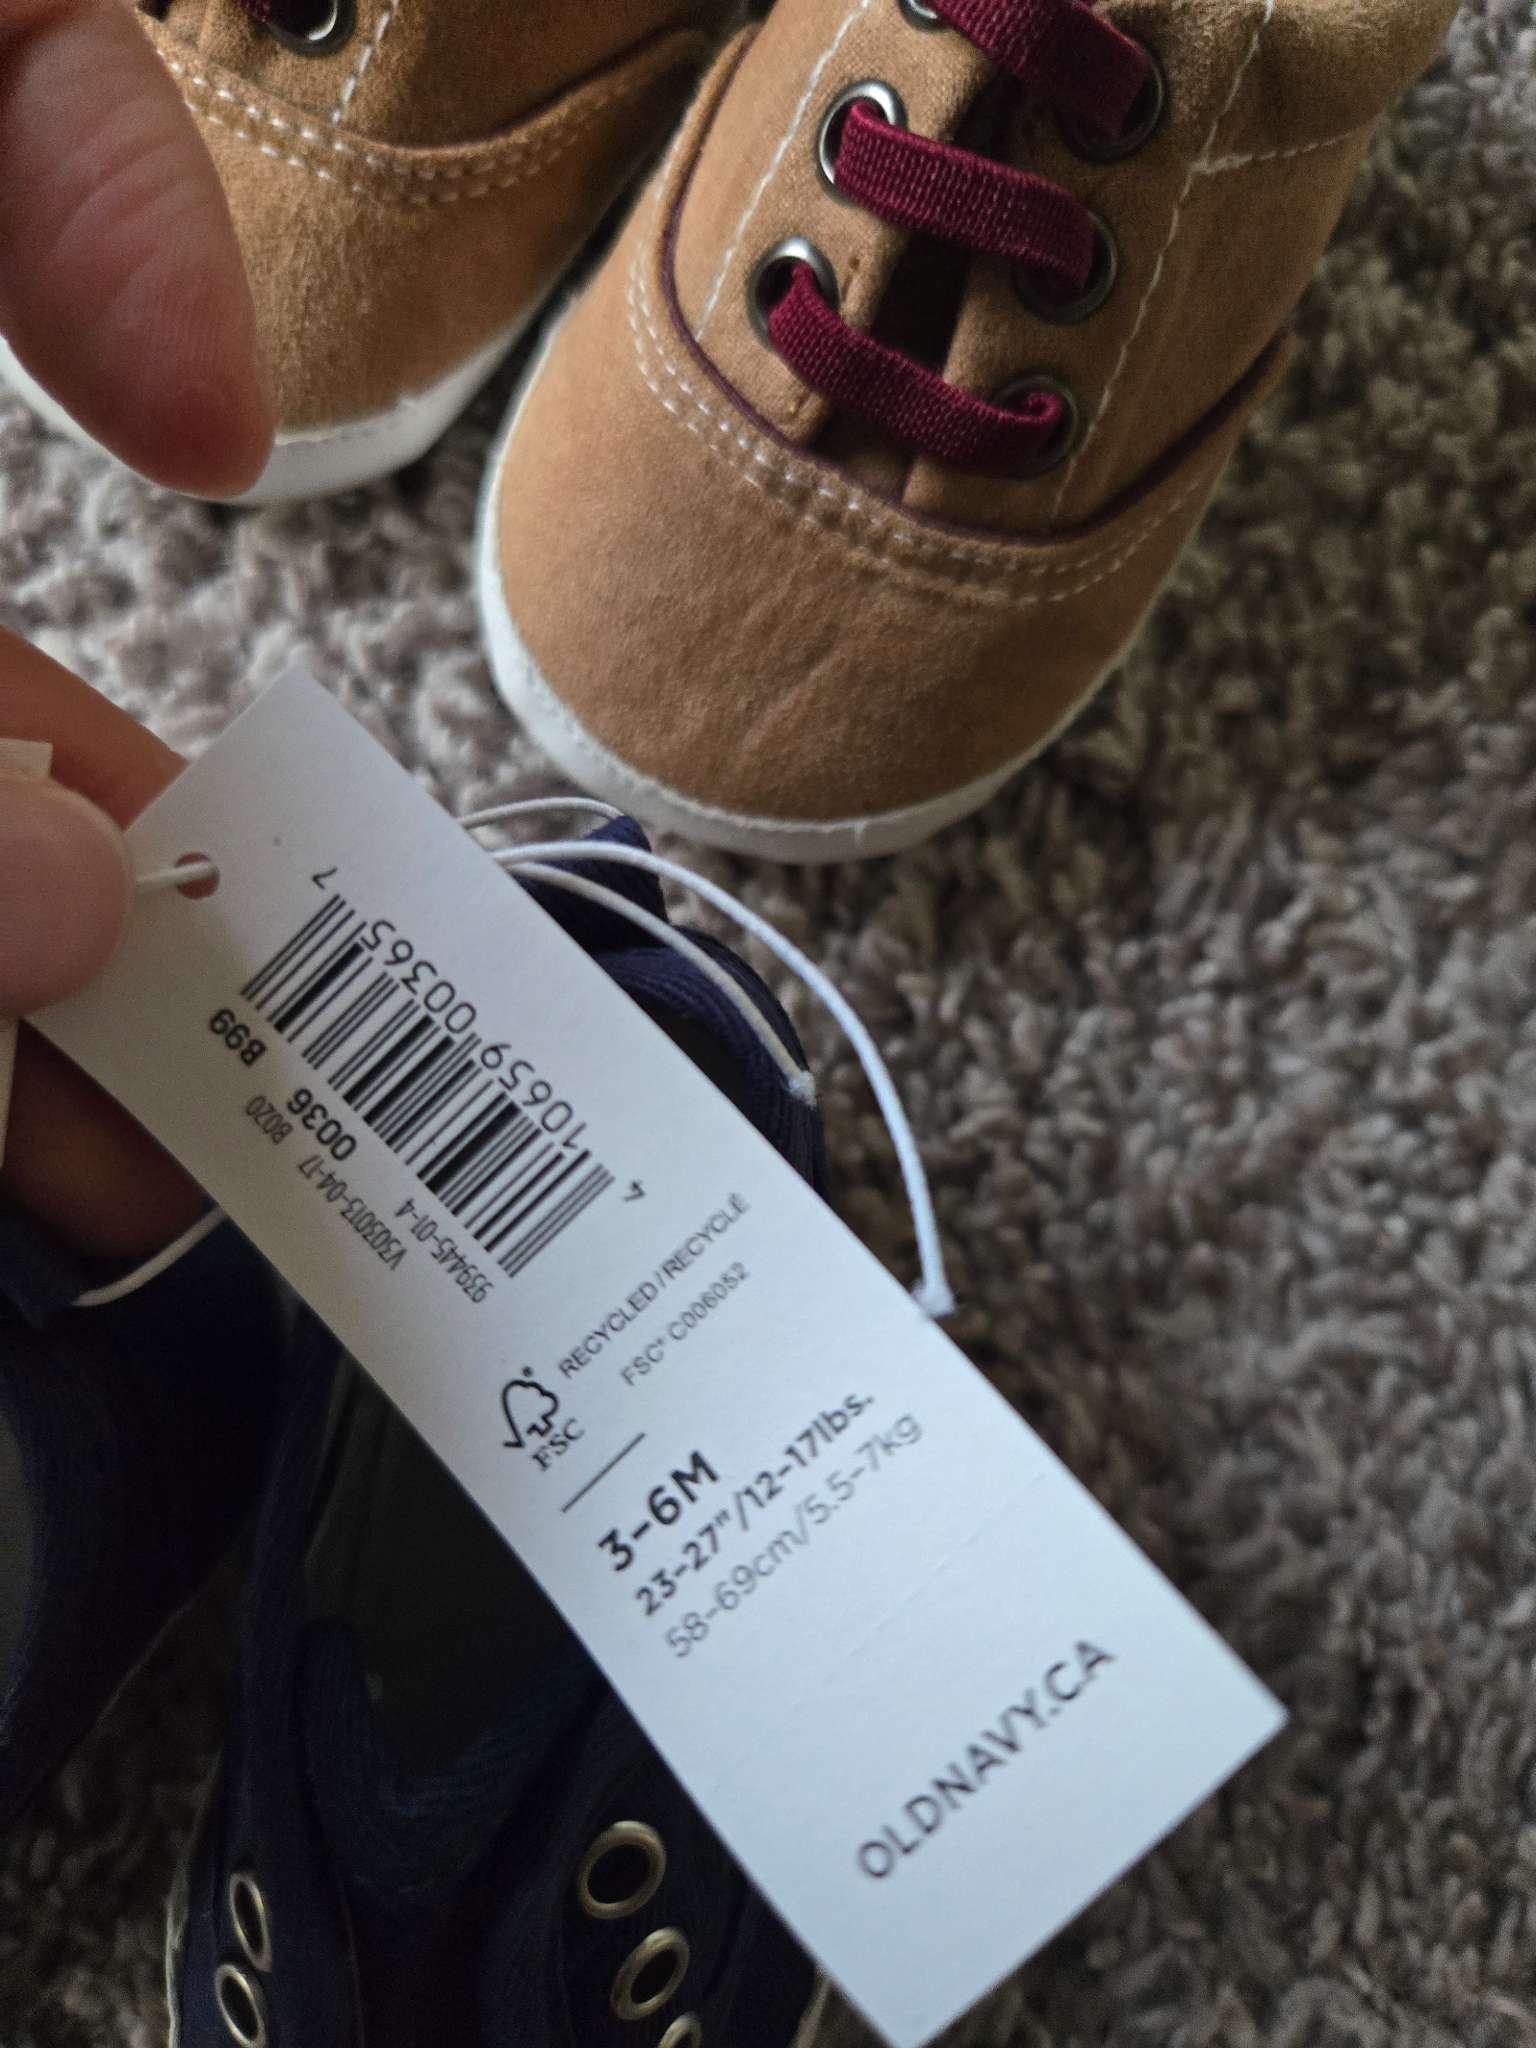 4 10659 00365 7
939445-01-4
V303013-04-17 B020
0036 B99
RECYCLED / RECYCLÉ
FSC® C006052
FSC®
3-6M
23-27"/12-17lbs.
58-69cm/5.5-7kg
OLDNAVY.CA